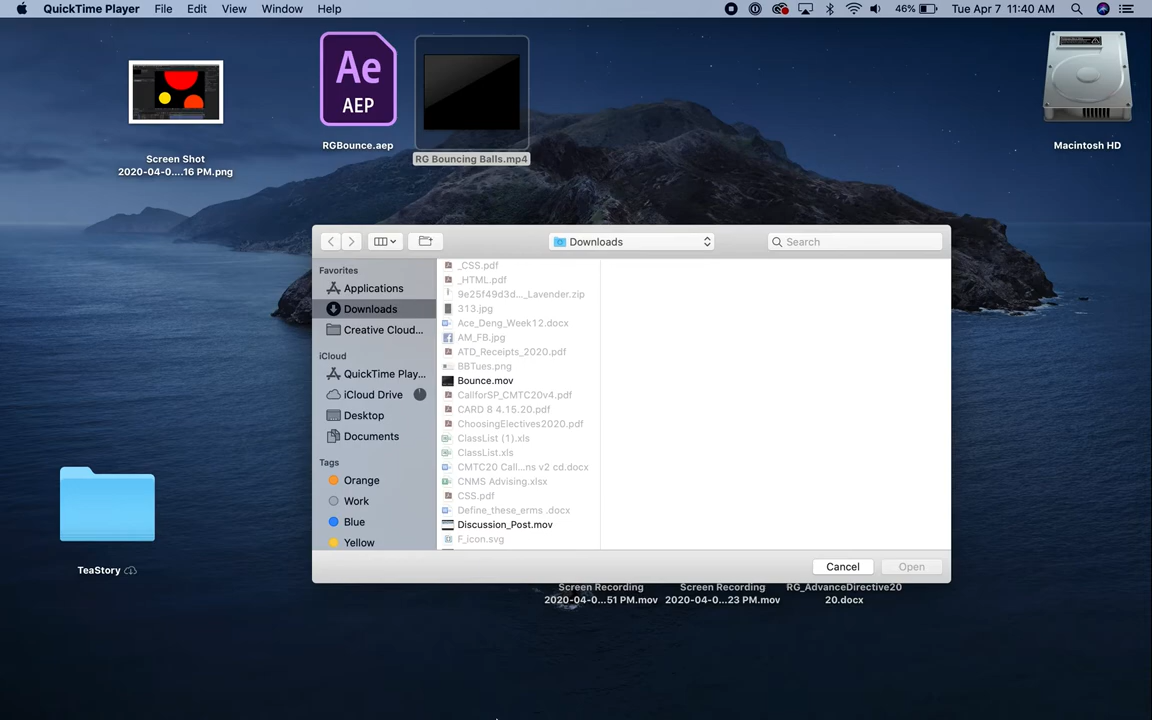 QuickTime Player File Edit View Window Help
46% Tue Apr 7 11:40 AM
Ae
AEP
RGBounce.aep
RG Bouncing Balls.mp4
Screen Shot
2020-04-0....16 PM.png
Macintosh HD
Downloads
Search
Favorites
Applications
Downloads
Creative Cloud...
iCloud
QuickTime Play...
iCloud Drive
Desktop
Documents
Tags
Orange
Work
Blue
Yellow
_CSS.pdf
_HTML.pdf
9e25f49d3d..._Lavender.zip
313.jpg
Ace_Deng_Week12.docx
AM_FB.jpg
ATD_Receipts_2020.pdf
BBTues.png
Bounce.mov
CallforSP_CMTC20v4.pdf
CARD 8 4.15.20.pdf
ChoosingElectives2020.pdf
ClassList (1).xls
ClassList.xls
CMTC20 Call...ns v2 cd.docx
CNMS Advising.xlsx
CSS.pdf
Define_these_erms .docx
Discussion_Post.mov
F_icon.svg
Cancel
Open
TeaStory
Screen Recording
2020-04-0...51 PM.mov
Screen Recording
2020-04-0...23 PM.mov
RG_AdvanceDirective20
20.docx